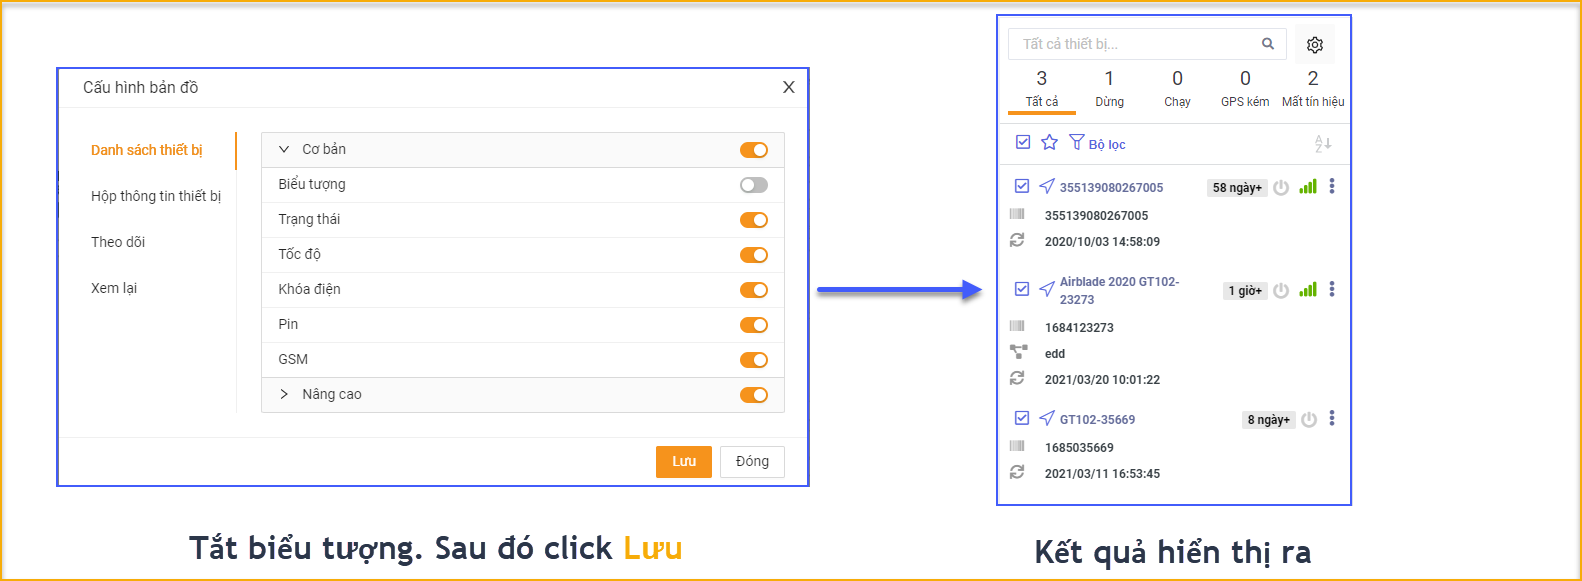 Cấu hình bản đồ
X
Danh sách thiết bị
Hộp thông tin thiết bị
Theo dõi
Xem lại
Cơ bản
Biểu tượng
Trạng thái
Tốc độ
Khóa điện
Pin
GSM
Nâng cao
Lưu
Đóng
Tắt biểu tượng. Sau đó click Lưu
Tất cả thiết bị...
3 1 0 0 2
Tất cả Dừng Chạy GPS kém Mất tín hiệu
Bộ lọc
A
Z
355139080267005 58 ngày+
355139080267005
2020/10/03 14:58:09
Airblade 2020 GT102-
23273
1 giờ+
1684123273
edd
2021/03/20 10:01:22
GT102-35669 8 ngày+
1685035669
2021/03/11 16:53:45
Kết quả hiển thị ra